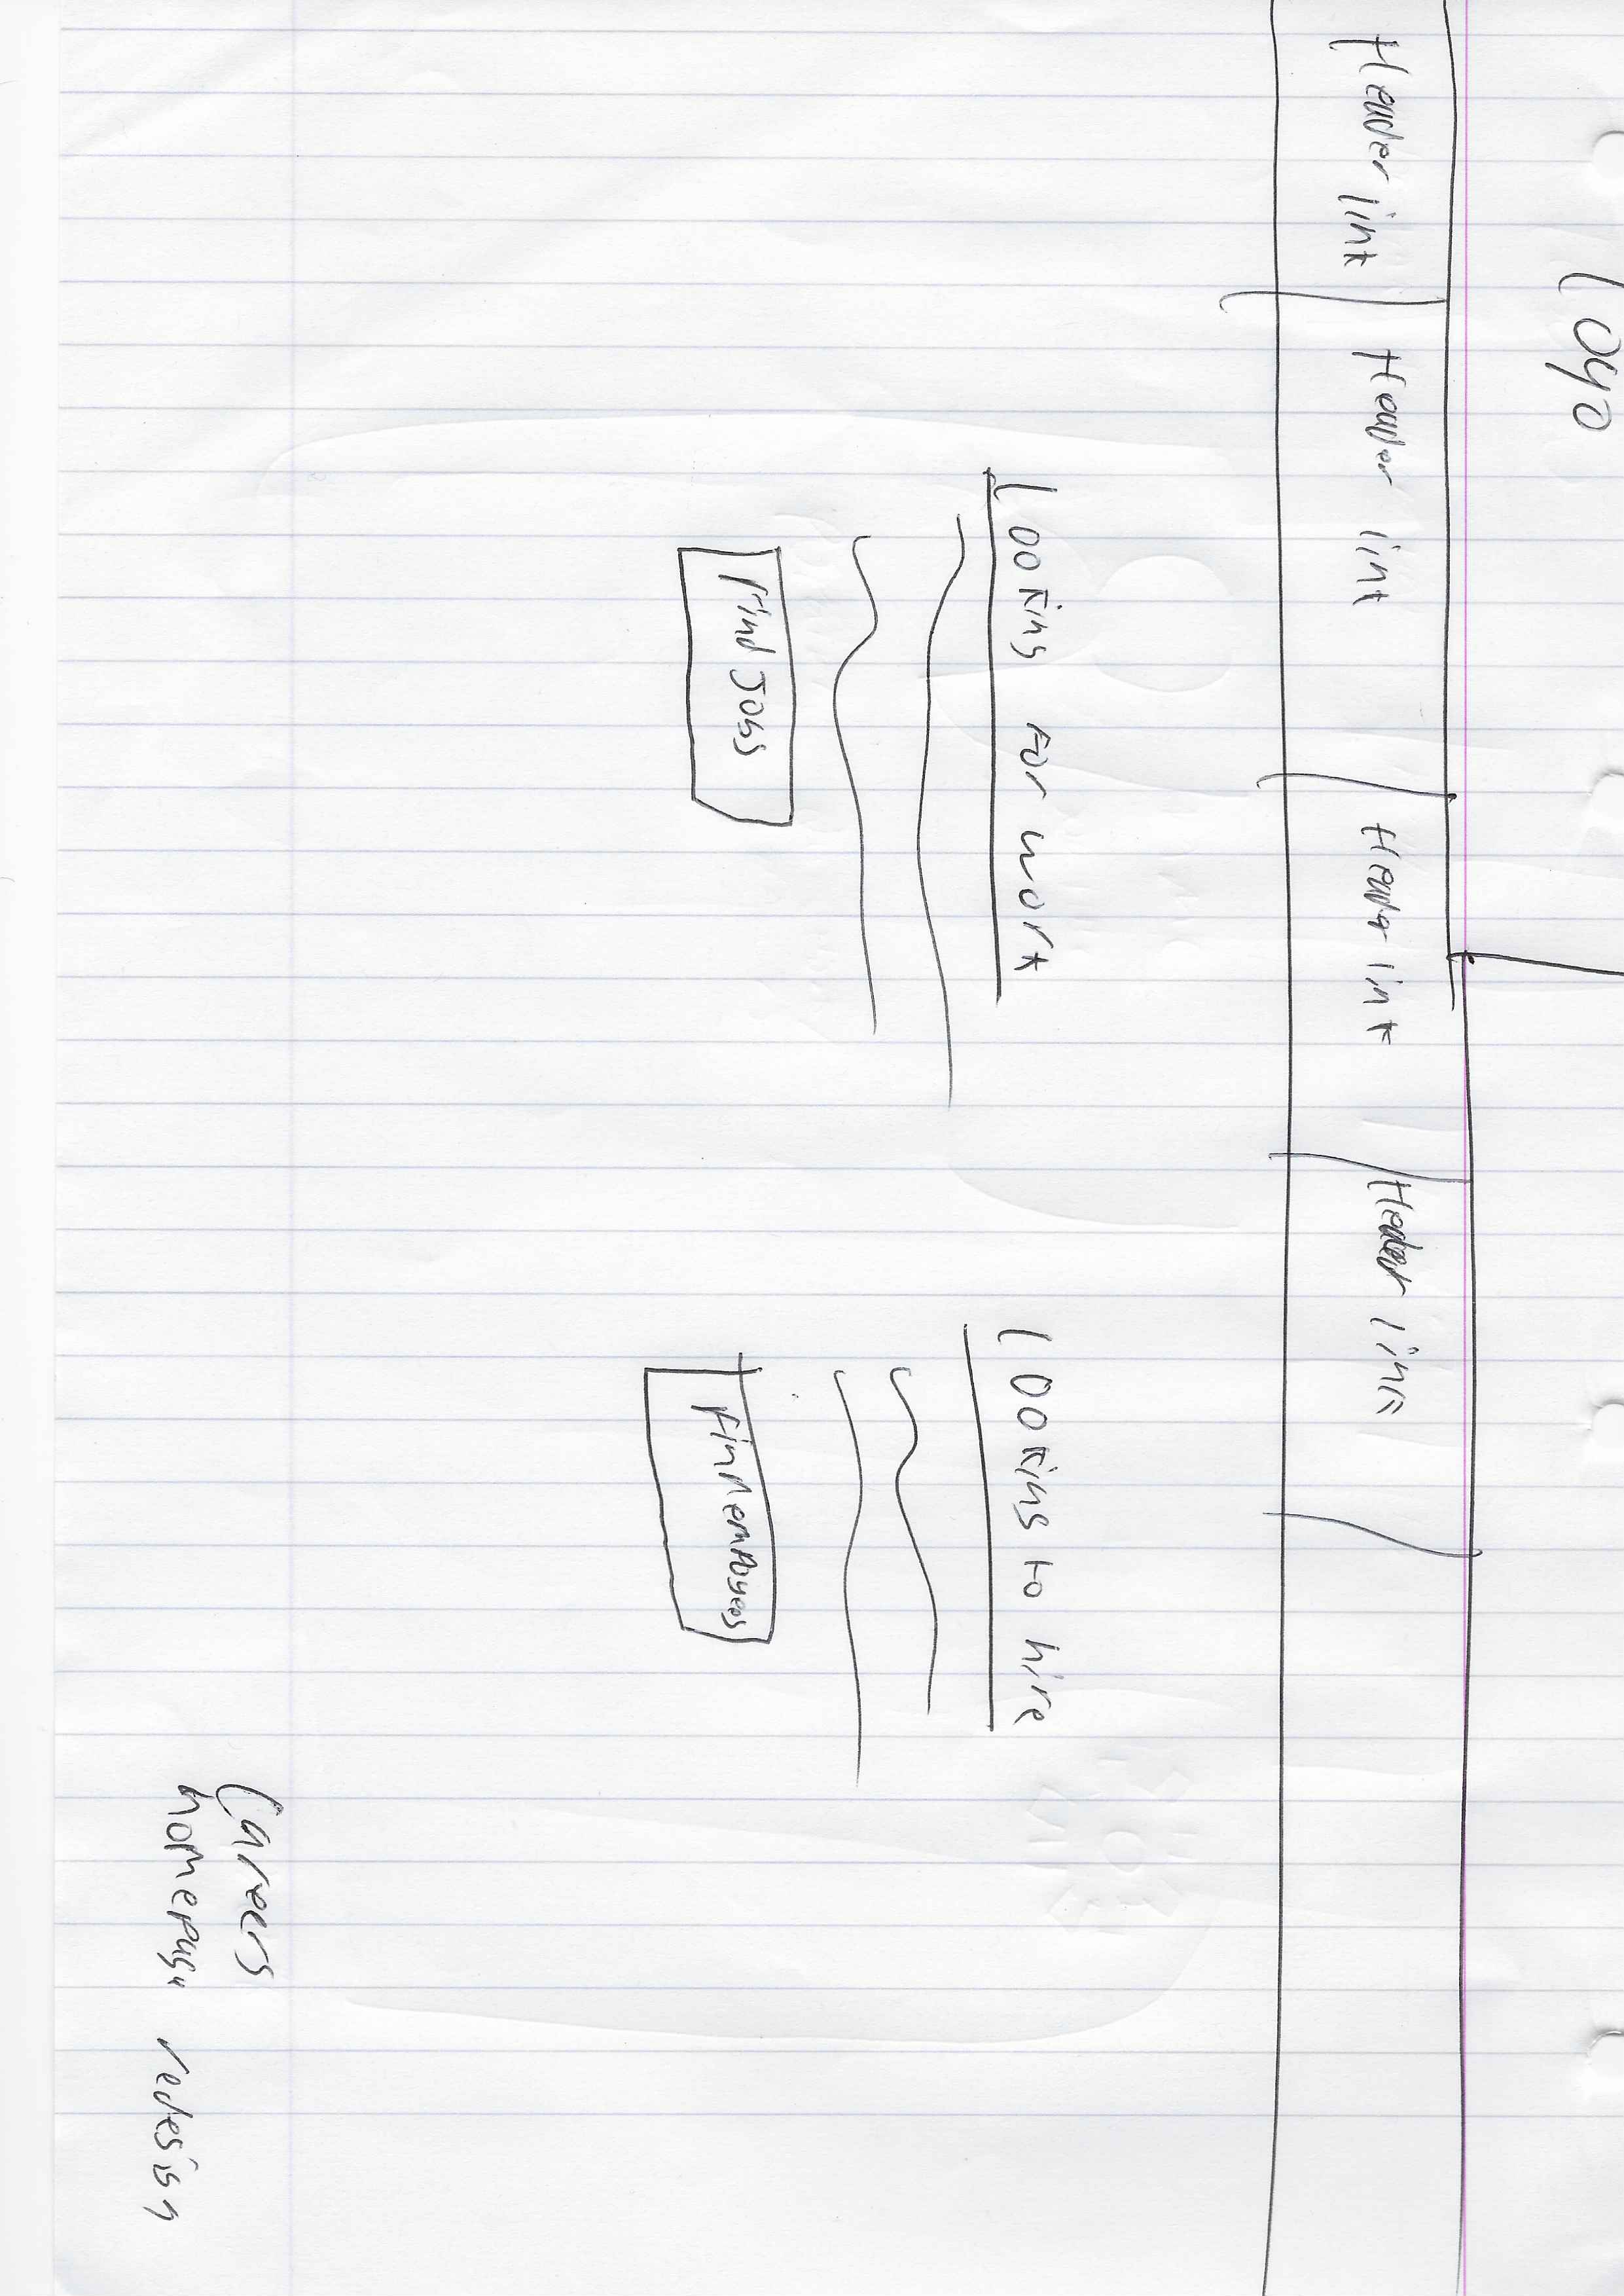 Logo
Header link Header link Header link Header link
Looking for work Looking to hire
Find Jobs Find empoyees
Careers
homepage redesign